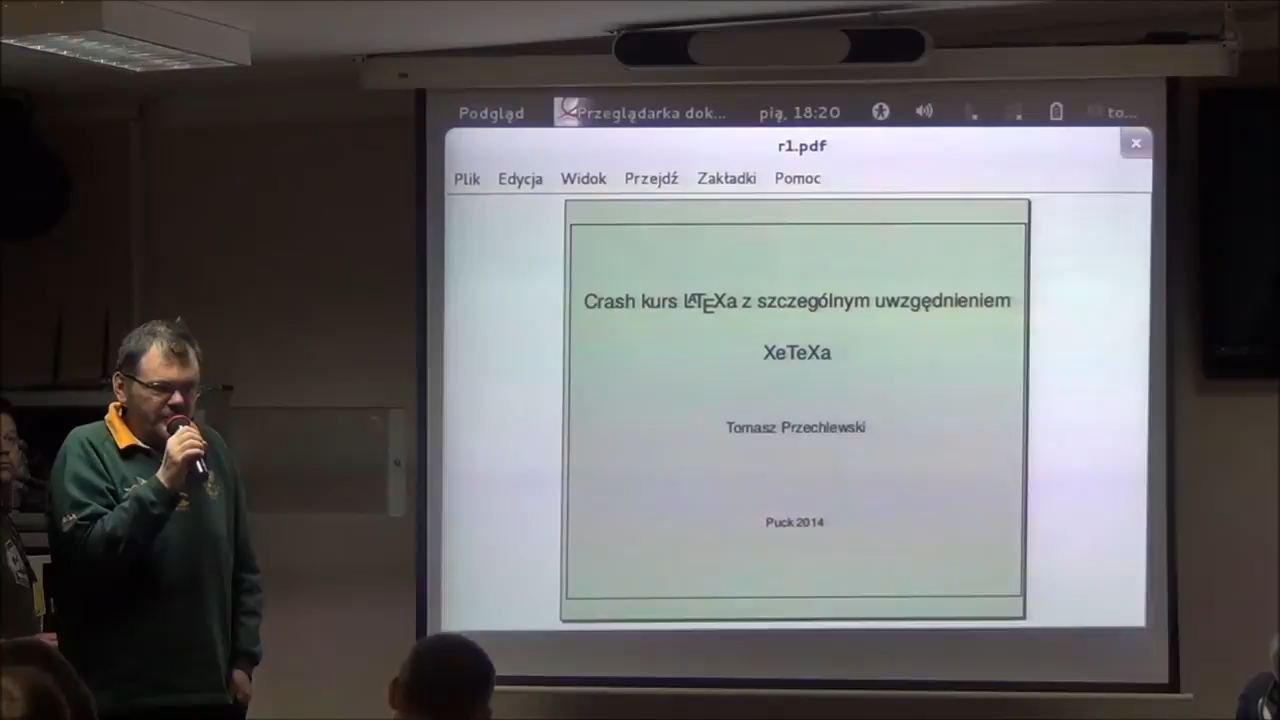 Podgląd Przeglądarka dok... pią, 18:20 to...
r1.pdf
Plik Edycja Widok Przejdź Zakładki Pomoc
Crash kurs LATEXa z szczególnym uwzgędnieniem
XeTeXa
Tomasz Przechlewski
Puck 2014